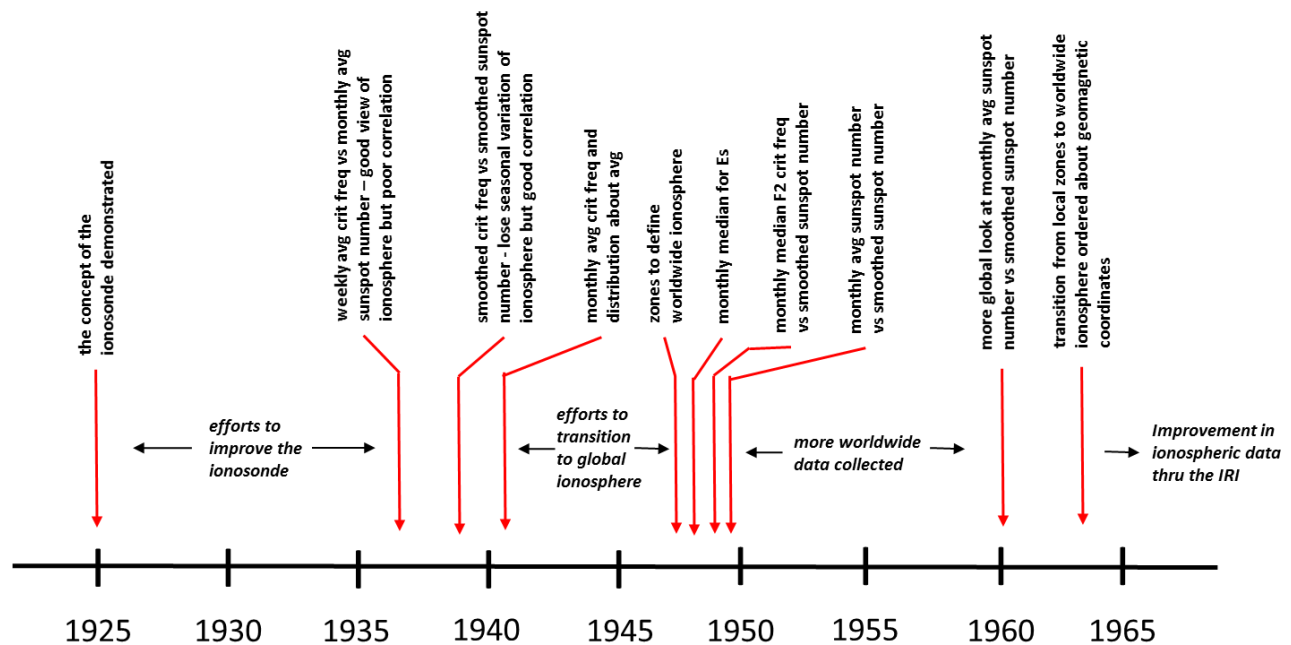 the concept of the
ionosonde demonstrated
weekly avg crit freq vs monthly avg
sunspot number – good view of
ionosphere but poor correlation
smoothed crit freq vs smoothed sunspot
number - lose seasonal variation of
ionosphere but good correlation
monthly avg crit freq and
distribution about avg
zones to define
worldwide ionosphere
monthly median for Es
monthly median F2 crit freq
vs smoothed sunspot number
monthly avg sunspot number
vs smoothed sunspot number
more global look at monthly avg sunspot
number vs smoothed sunspot number
transition from local zones to worldwide
ionosphere ordered about geomagnetic
coordinates
efforts to
improve the
ionosonde
efforts to
transition
to global
ionosphere
more worldwide
data collected
Improvement in
ionospheric data
thru the IRI
1925 1930 1935 1940 1945 1950 1955 1960 1965